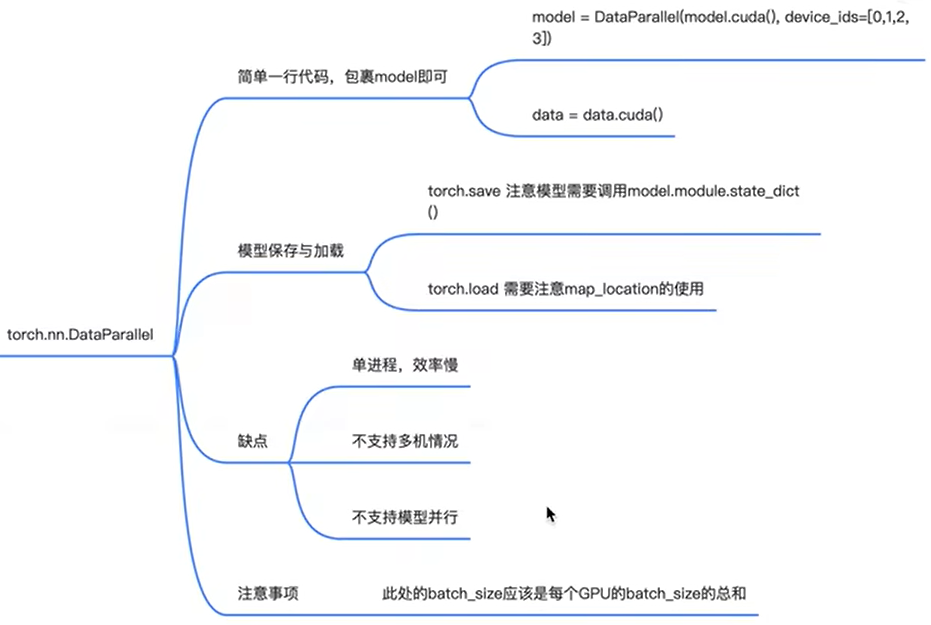 model = DataParallel(model.cuda(), device_ids=[0,1,2,
3])
简单一行代码，包裹model即可
data = data.cuda()
torch.save 注意模型需要调用model.module.state_dict
()
模型保存与加载
torch.load 需要注意map_location的使用
torch.nn.DataParallel
单进程，效率慢
缺点
不支持多机情况
不支持模型并行
注意事项
此处的batch_size应该是每个GPU的batch_size的总和